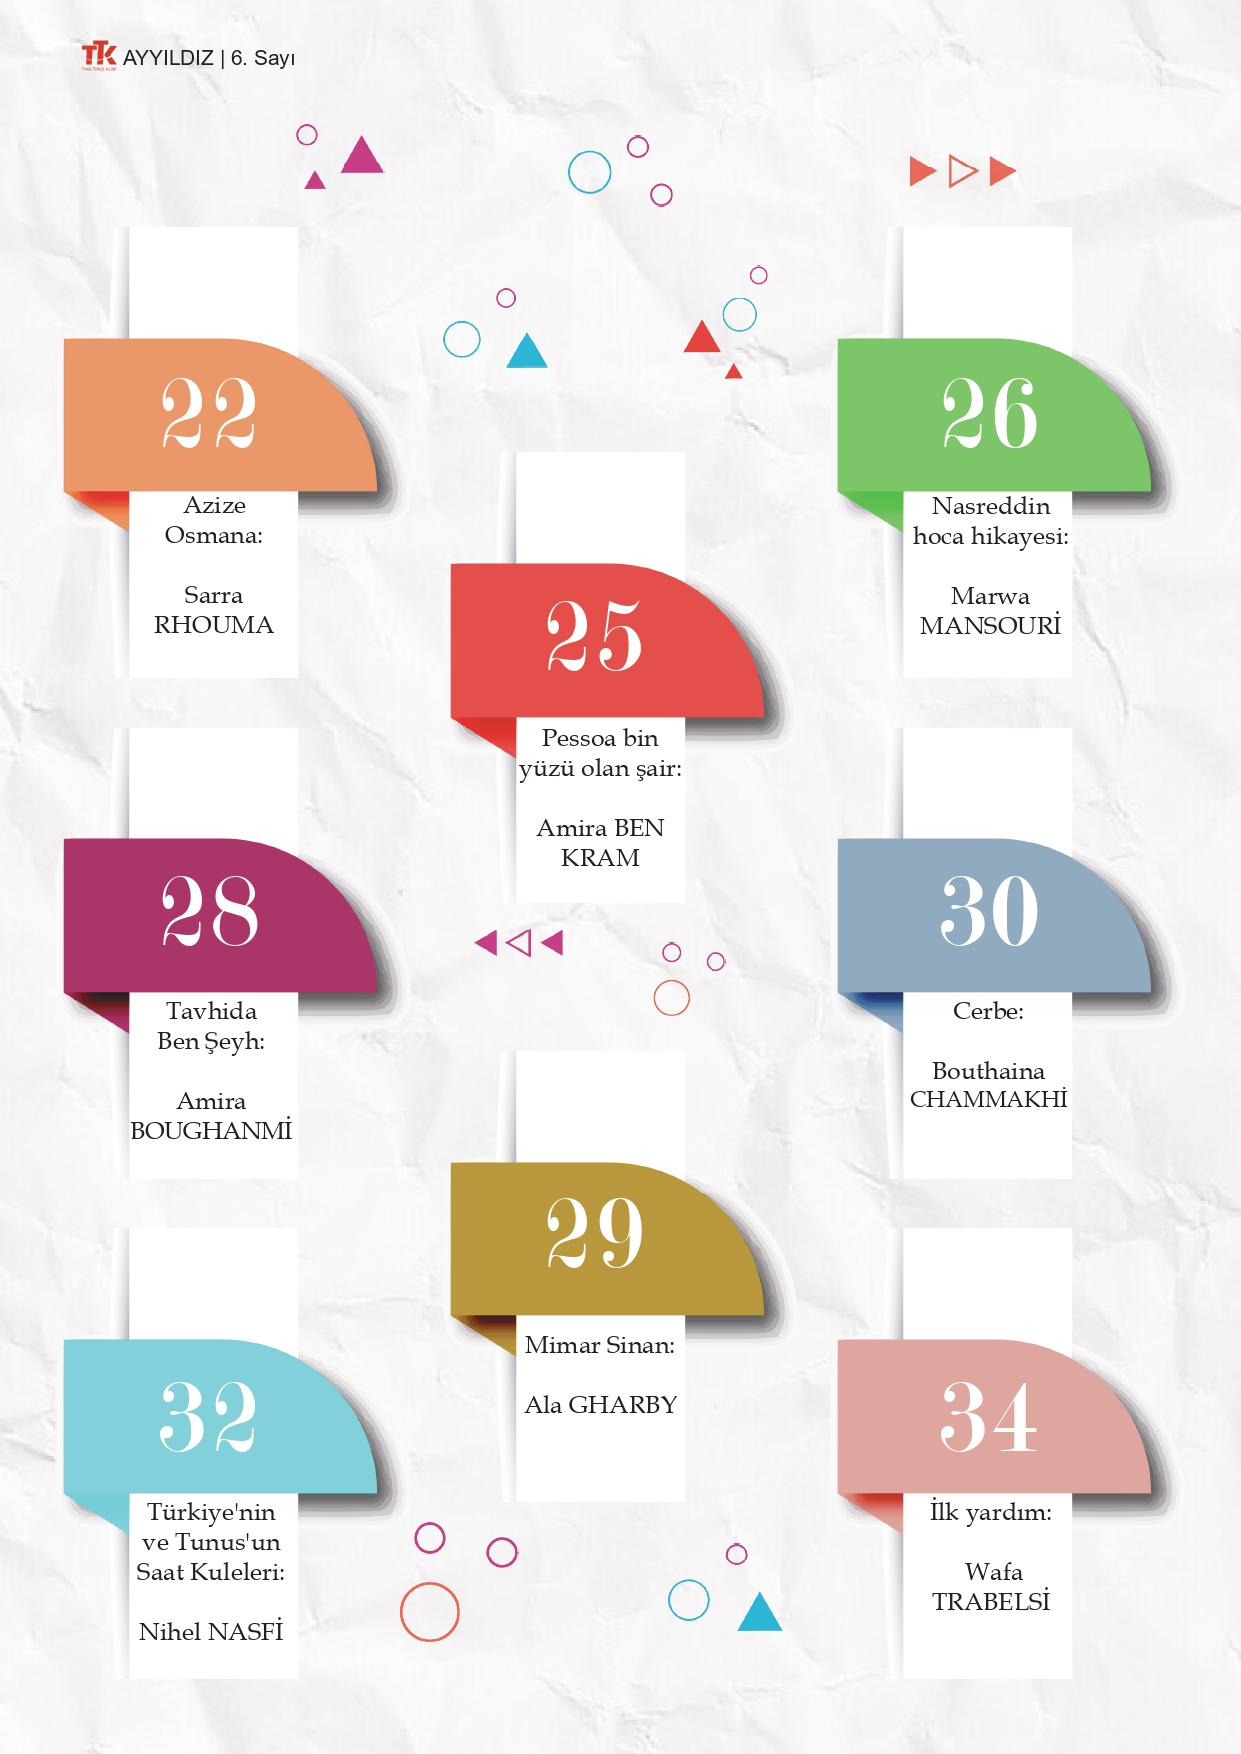 TTK AYYILDIZ | 6. Sayı
22
Azize
Osmana:
Sarra
RHOUMA
25
Pessoa bin
yüzü olan şair:
Amira BEN
KRAM
26
Nasreddin
hoca hikayesi:
Marwa
MANSOURİ
28
Tavhida
Ben Şeyh:
Amira
BOUGHANMİ
29
Mimar Sinan:
Ala GHARBY
30
Cerbe:
Bouthaina
CHAMMAKHİ
32
Türkiye'nin
ve Tunus'un
Saat Kuleleri:
Nihel NASFİ
34
İlk yardım:
Wafa
TRABELSİ